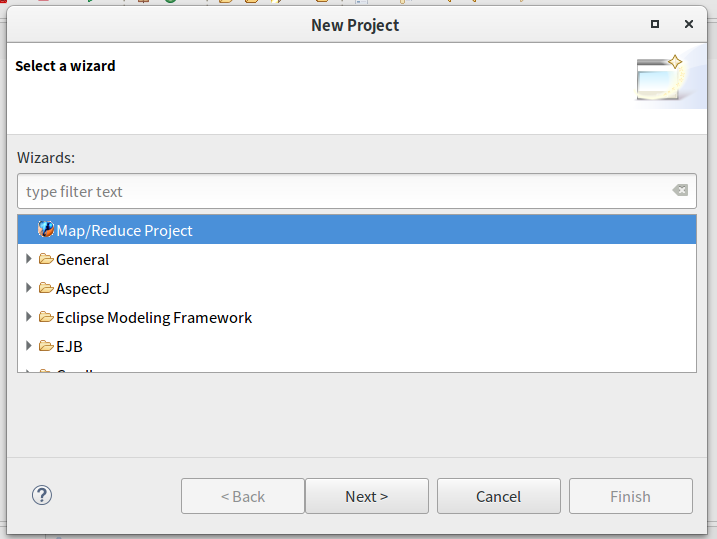 New Project
Select a wizard
Wizards:
type filter text
Map/Reduce Project
General
AspectJ
Eclipse Modeling Framework
EJB
< Back
Next >
Cancel
Finish